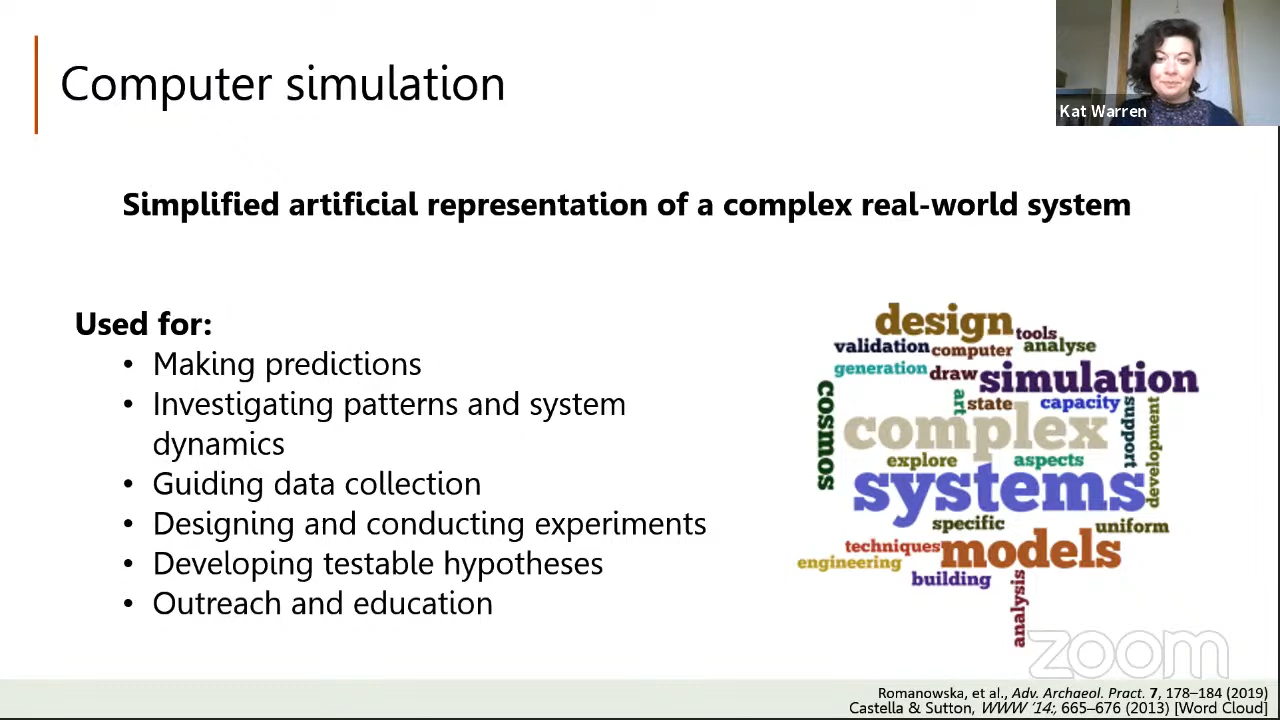 Computer simulation
Kat Warren
Simplified artificial representation of a complex real-world system
Used for:
• Making predictions
• Investigating patterns and system
dynamics
• Guiding data collection
• Designing and conducting experiments
• Developing testable hypotheses
• Outreach and education
design
tools
validation
computer
analyse
generation
draw
simulation
cosmos
art
state
capacity
support
development
complex
explore
aspects
systems
specific
uniform
techniques
models
engineering
building
analysis
zoom
Romanowska, et al., Adv. Archaeol. Pract. 7, 178–184 (2019)
Castella & Sutton, WWW '14;, 665–676 (2013) [Word Cloud]